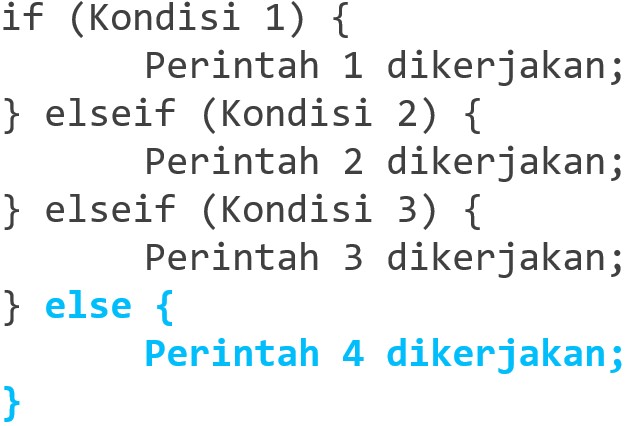 if (Kondisi 1) {
Perintah 1 dikerjakan;
} elseif (Kondisi 2) {
Perintah 2 dikerjakan;
} elseif (Kondisi 3) {
Perintah 3 dikerjakan;
} else {
Perintah 4 dikerjakan;
}